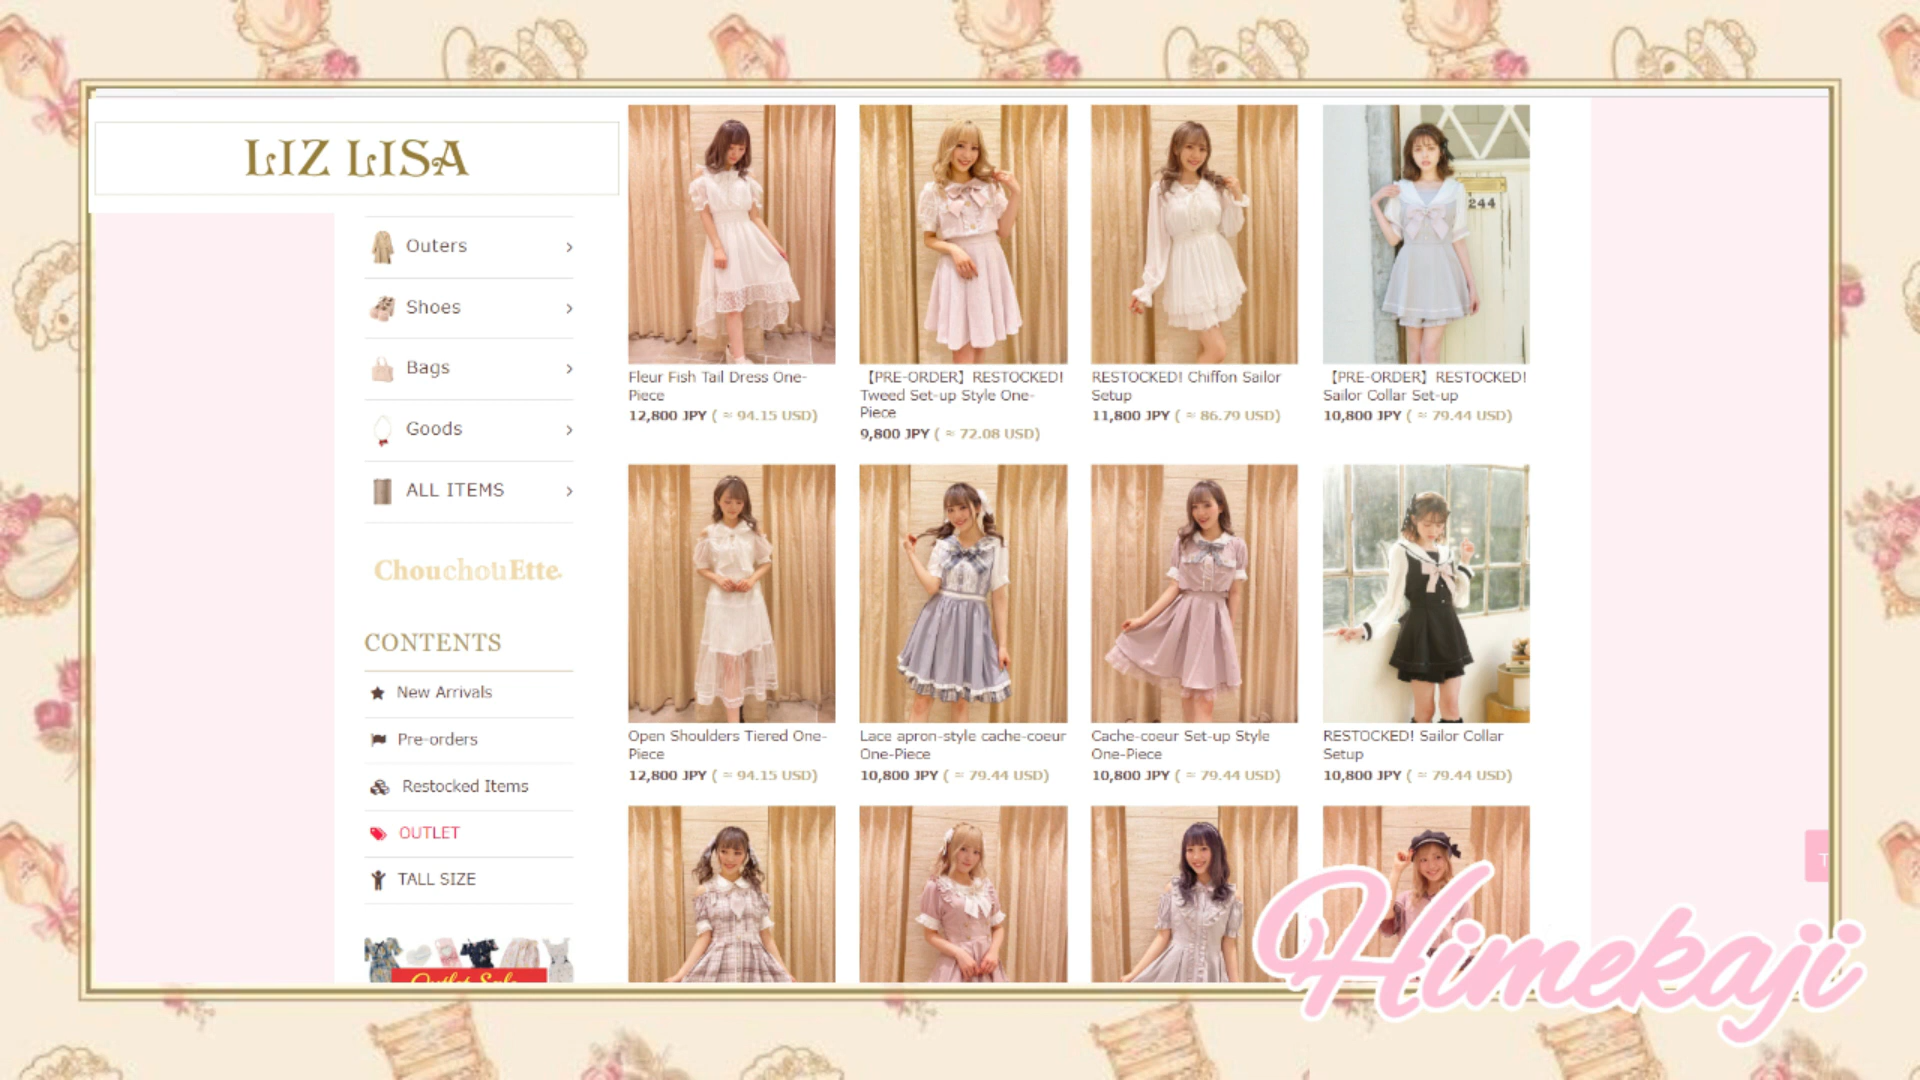 LIZ LISA
Outers
Shoes
Bags
Goods
ALL ITEMS
ChouchouEtte.
CONTENTS
New Arrivals
Pre-orders
Restocked Items
OUTLET
TALL SIZE
Outlet Sale
244
Fleur Fish Tail Dress One-
Piece
12,800 JPY ( ≈ 94.15 USD)
【PRE-ORDER】RESTOCKED!
Tweed Set-up Style One-
Piece
9,800 JPY ( ≈ 72.08 USD)
RESTOCKED! Chiffon Sailor
Setup
11,800 JPY ( ≈ 86.79 USD)
【PRE-ORDER】RESTOCKED!
Sailor Collar Set-up
10,800 JPY ( ≈ 79.44 USD)
Open Shoulders Tiered One-
Piece
12,800 JPY ( ≈ 94.15 USD)
Lace apron-style cache-coeur
One-Piece
10,800 JPY ( ≈ 79.44 USD)
Cache-coeur Set-up Style
One-Piece
10,800 JPY ( ≈ 79.44 USD)
RESTOCKED! Sailor Collar
Setup
10,800 JPY ( ≈ 79.44 USD)
T
Himekaji